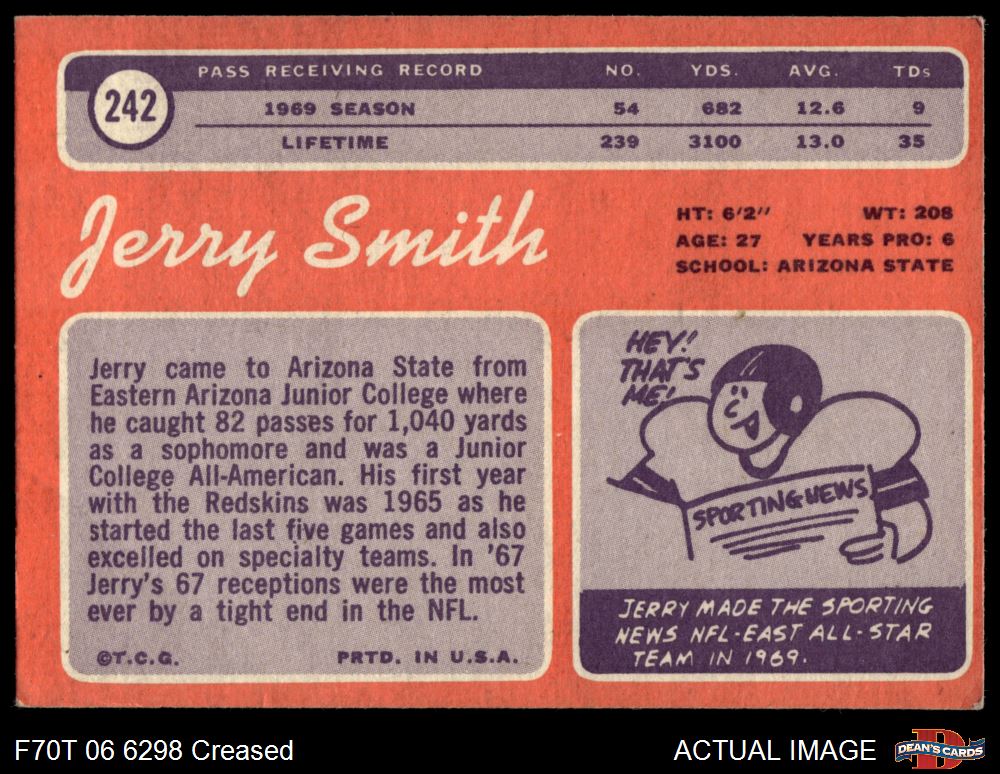 242
PASS RECEIVING RECORD NO. YDS. AVG. TDs
1969 SEASON 54 682 12.6 9
LIFETIME 239 3100 13.0 35
Jerry Smith
HT: 6'2" WT: 208
AGE: 27 YEARS PRO: 6
SCHOOL: ARIZONA STATE
Jerry came to Arizona State from
Eastern Arizona Junior College where
he caught 82 passes for 1,040 yards
as a sophomore and was a Junior
College All-American. His first year
with the Redskins was 1965 as he
started the last five games and also
excelled on specialty teams. In '67
Jerry's 67 receptions were the most
ever by a tight end in the NFL.
©T.C.G. PRTD. IN U.S.A.
HEY!
THAT'S
ME!
SPORTING NEWS
JERRY MADE THE SPORTING
NEWS NFL-EAST ALL-STAR
TEAM IN 1969.
F70T 06 6298 Creased
ACTUAL IMAGE
DEAN'S CARDS